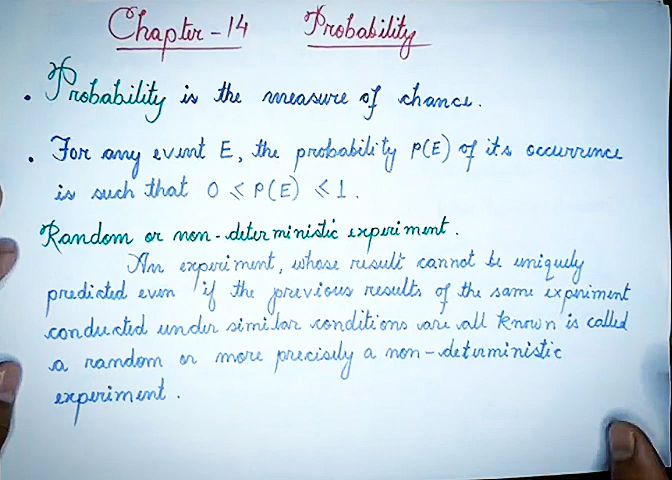 Chapter - 14 Probability
• Probability is the measure of chance.
• For any event E, the probability P(E) of its occurrence
is such that 0 ⩽ P(E) ⩽ 1.
Random or non-deterministic experiment.
An experiment, whose result cannot be uniquely
predicted even if the previous results of the same experiment
conducted under similar conditions are all known is called
a random or more precisely a non-deterministic
experiment.